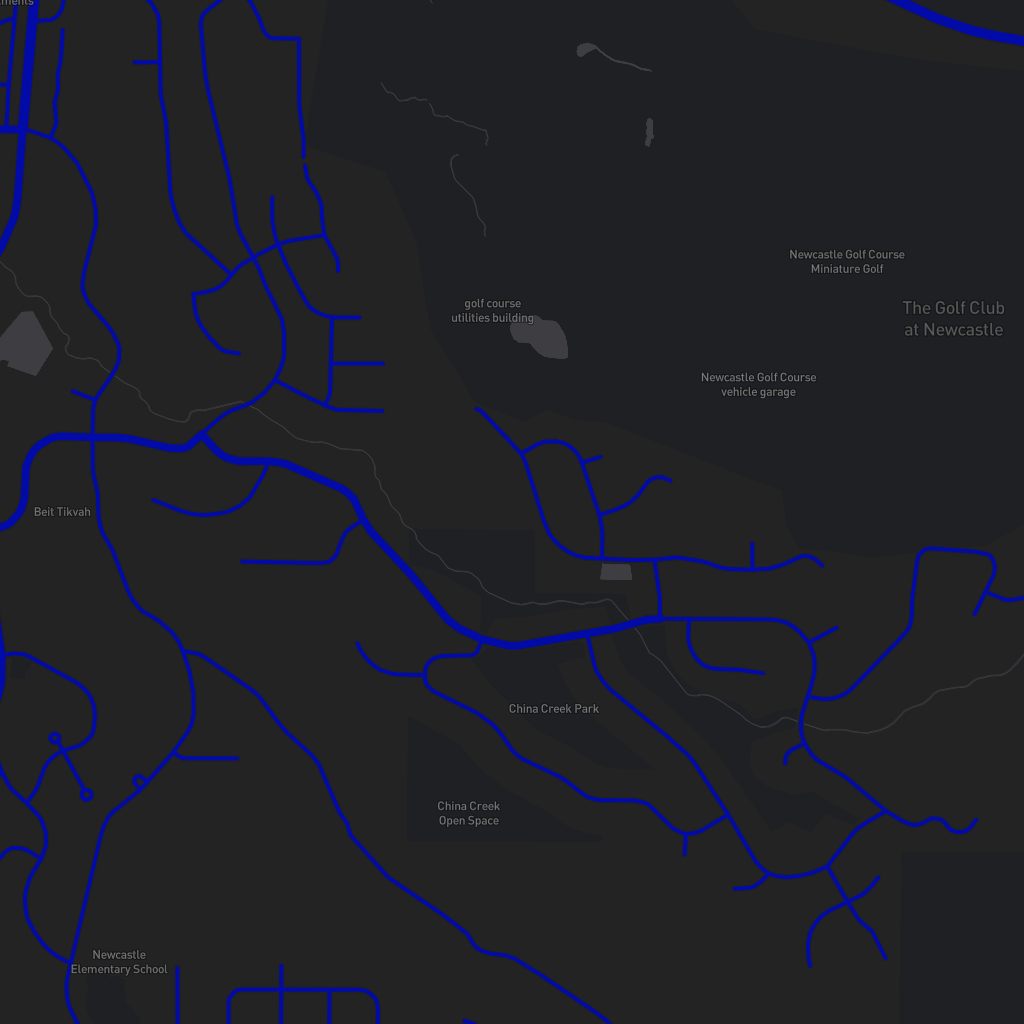 Newcastle Golf Course
Miniature Golf
golf course
utilities building
The Golf Club
at Newcastle
Newcastle Golf Course
vehicle garage
Beit Tikvah
China Creek Park
China Creek
Open Space
Newcastle
Elementary School